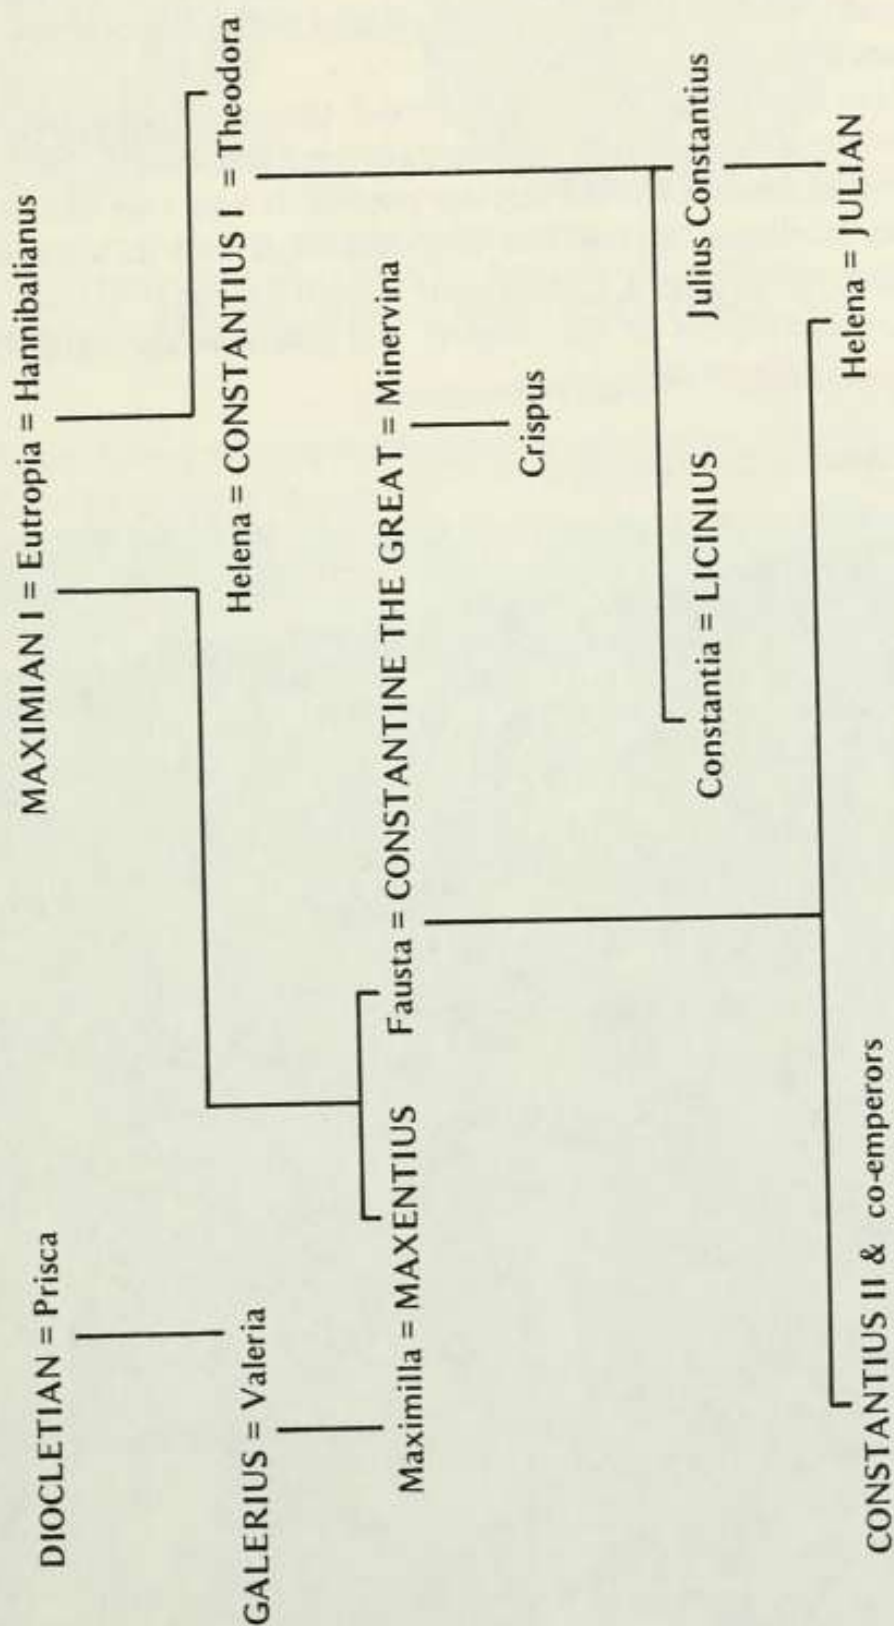 DIOCLETIAN = Prisca
MAXIMIAN I = Eutropia = Hannibalianus
GALERIUS = Valeria
Helena = CONSTANTIUS I = Theodora
Maximilla = MAXENTIUS
Fausta = CONSTANTINE THE GREAT = Minervina
Crispus
Constantia = LICINIUS
Julius Constantius
CONSTANTIUS II & co-emperors
Helena = JULIAN